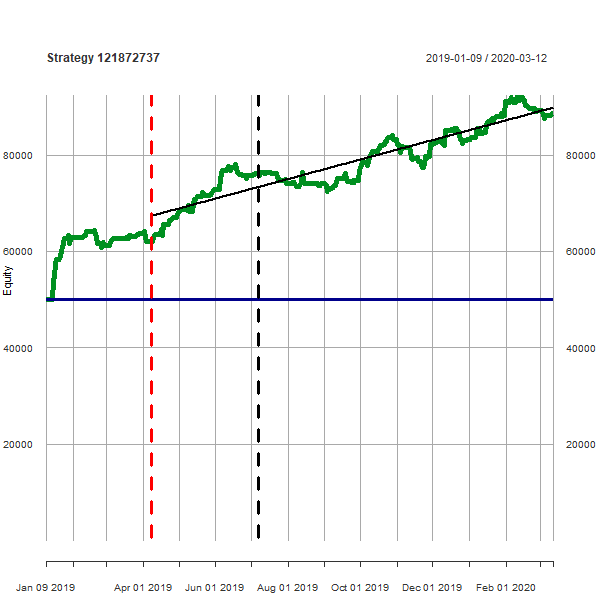 Strategy 121872737
2019-01-09 / 2020-03-12
80000
80000
60000
60000
Equity
40000
40000
20000
20000
Jan 09 2019
Apr 01 2019
Jun 01 2019
Aug 01 2019
Oct 01 2019
Dec 01 2019
Feb 01 2020